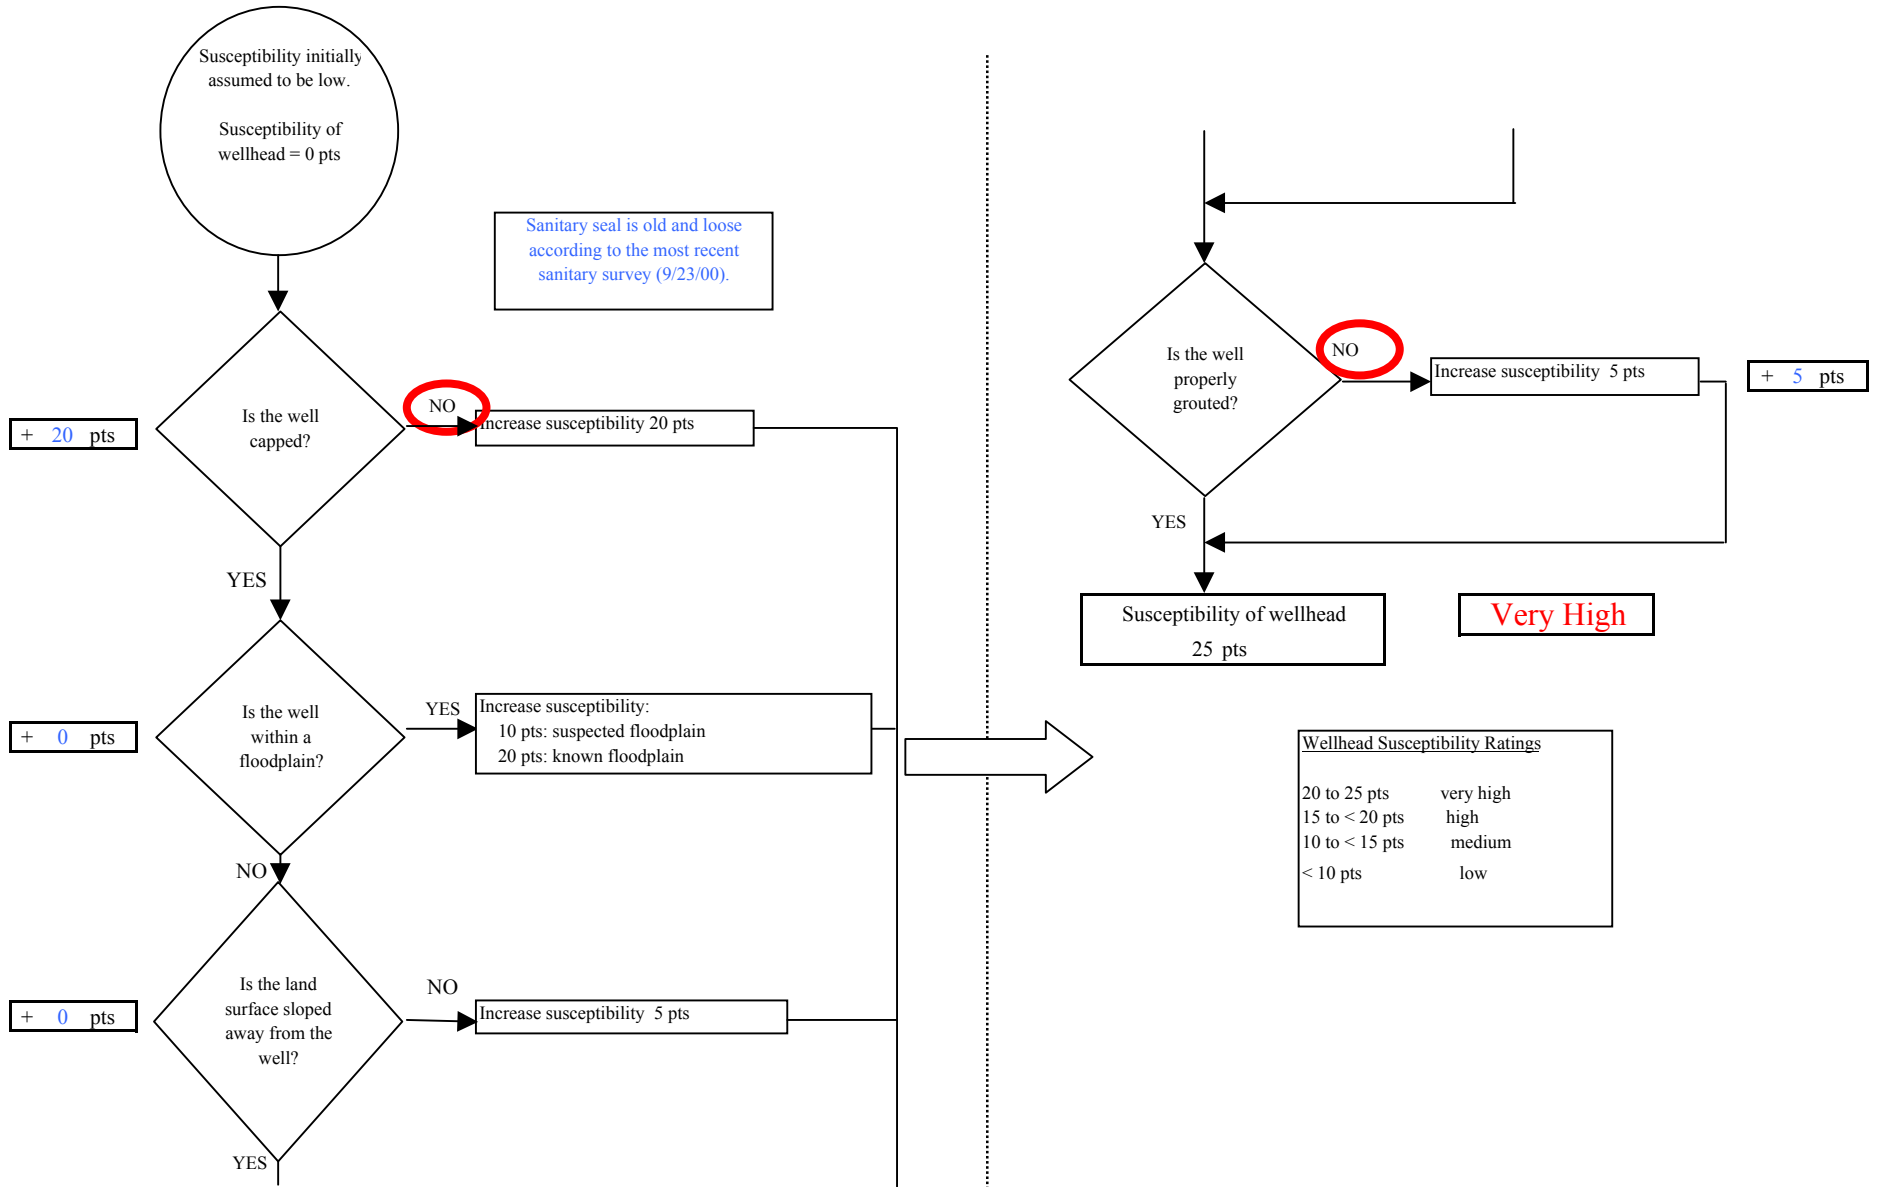 Susceptibility initially
assumed to be low.
Susceptibility of
wellhead = 0 pts
Sanitary seal is old and loose
according to the most recent
sanitary survey (9/23/00).
+ 20 pts
Is the well
capped?
NO
Increase susceptibility 20 pts
YES
+ 0 pts
Is the well
within a
floodplain?
YES
Increase susceptibility:
10 pts: suspected floodplain
20 pts: known floodplain
NO
+ 0 pts
Is the land
surface sloped
away from the
well?
NO
Increase susceptibility 5 pts
YES
Is the well
properly
grouted?
NO
Increase susceptibility 5 pts
+ 5 pts
YES
Susceptibility of wellhead
25 pts
Very High
Wellhead Susceptibility Ratings
20 to 25 pts very high
15 to < 20 pts high
10 to < 15 pts medium
< 10 pts low